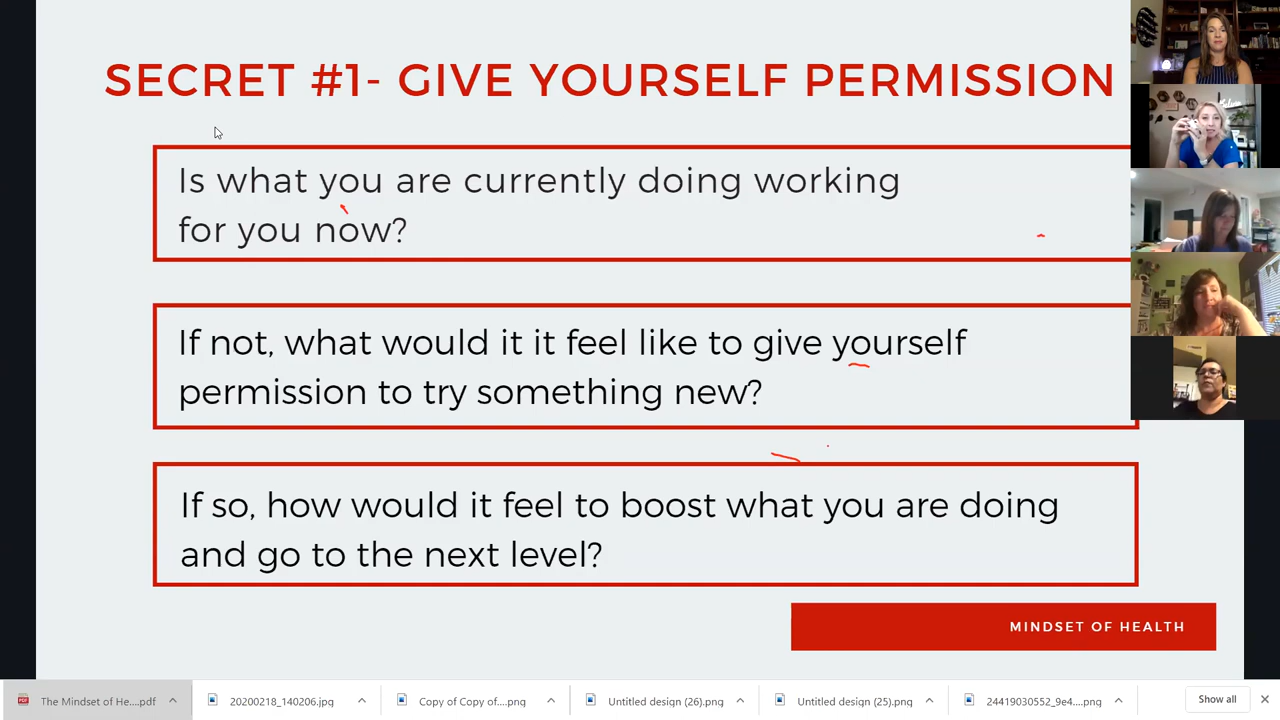 SECRET #1- GIVE YOURSELF PERMISSION
Is what you are currently doing working
for you now?
If not, what would it it feel like to give yourself
permission to try something new?
If so, how would it feel to boost what you are doing
and go to the next level?
MINDSET OF HEALTH
The Mindset of He....pdf
20200218_140206.jpg
Copy of Copy of....png
Untitled design (26).png
Untitled design (25).png
24419030552_9e4....png
Show all